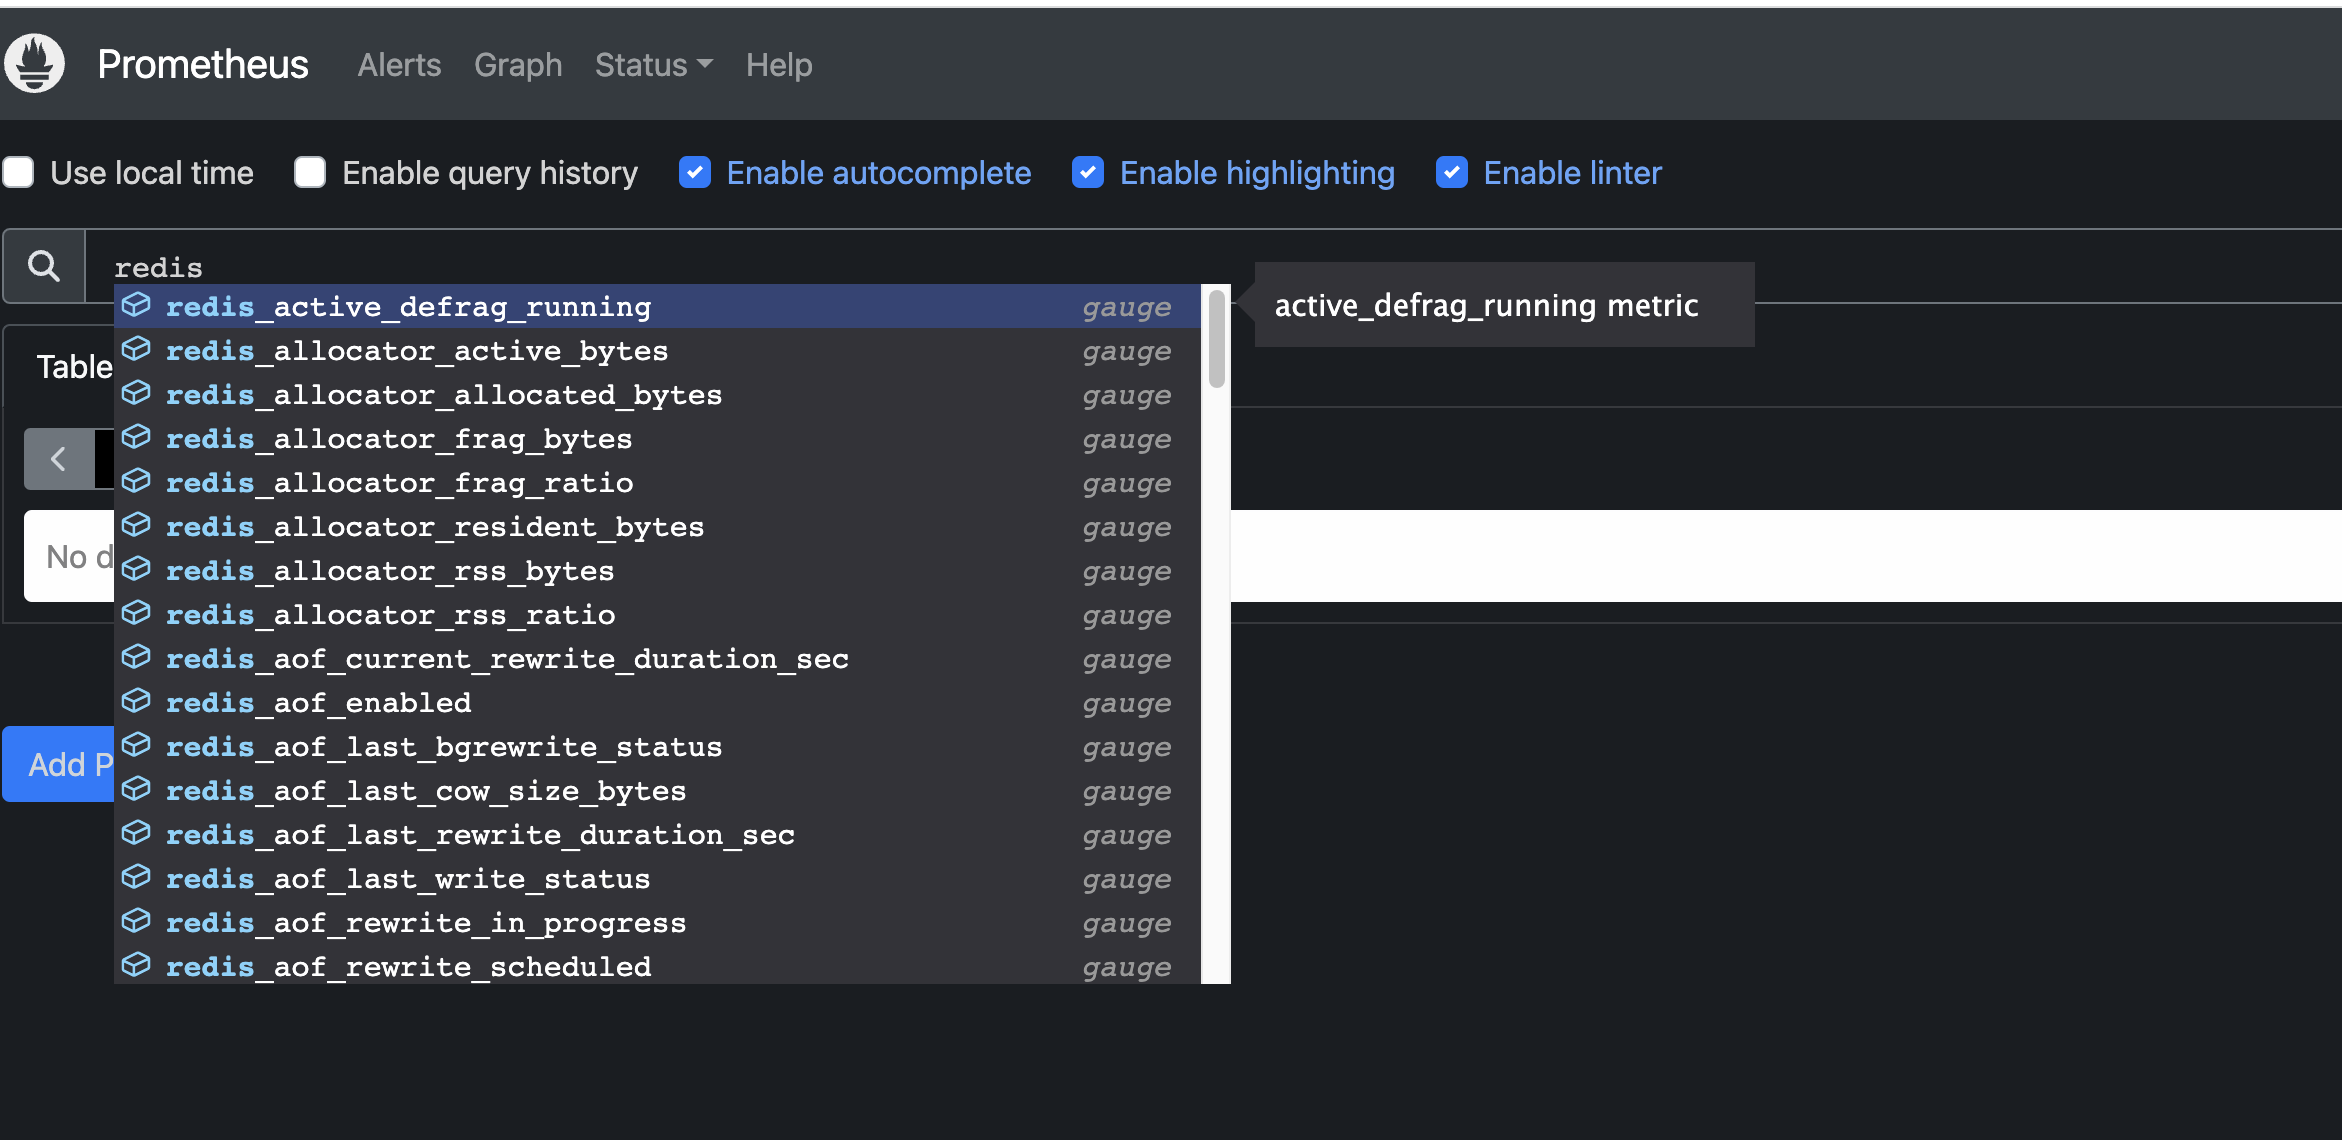 Prometheus Alerts Graph Status Help
Use local time Enable query history Enable autocomplete Enable highlighting Enable linter
redis
redis_active_defrag_running gauge
active_defrag_running metric
redis_allocator_active_bytes gauge
Table
redis_allocator_allocated_bytes gauge
redis_allocator_frag_bytes gauge
redis_allocator_frag_ratio gauge
redis_allocator_resident_bytes gauge
No d
redis_allocator_rss_bytes gauge
redis_allocator_rss_ratio gauge
redis_aof_current_rewrite_duration_sec gauge
redis_aof_enabled gauge
redis_aof_last_bgrewrite_status gauge
Add P
redis_aof_last_cow_size_bytes gauge
redis_aof_last_rewrite_duration_sec gauge
redis_aof_last_write_status gauge
redis_aof_rewrite_in_progress gauge
redis_aof_rewrite_scheduled gauge